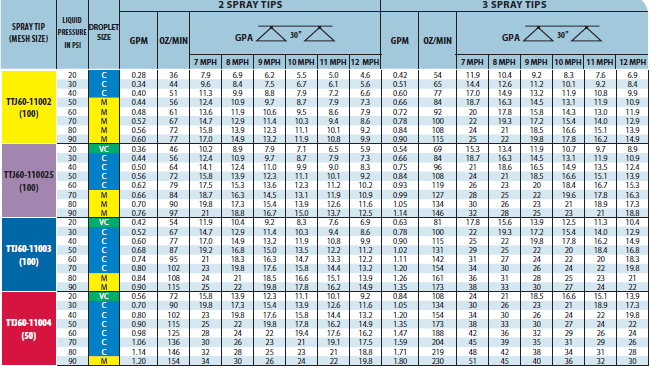 2 SPRAY TIPS 3 SPRAY TIPS
SPRAY TIP (MESH SIZE) LIQUID PRESSURE IN PSI DROPLET SIZE GPM OZ/MIN GPA 30" GPM OZ/MIN GPA 30"
7 MPH 8 MPH 9 MPH 10 MPH 11 MPH 12 MPH 7 MPH 8 MPH 9 MPH 10 MPH 11 MPH 12 MPH
TTJ60-11002 (100)
20 C 0.28 36 7.9 6.9 6.2 5.5 5.0 4.6 0.42 54 11.9 10.4 9.2 8.3 7.6 6.9
30 C 0.34 44 9.6 8.4 7.5 6.7 6.1 5.6 0.51 65 14.4 12.6 11.2 10.1 9.2 8.4
40 C 0.40 51 11.3 9.9 8.8 7.9 7.2 6.6 0.60 77 17.0 14.9 13.2 11.9 10.8 9.9
50 M 0.44 56 12.4 10.9 9.7 8.7 7.9 7.3 0.66 84 18.7 16.3 14.5 13.1 11.9 10.9
60 M 0.48 61 13.6 11.9 10.6 9.5 8.6 7.9 0.72 92 20 17.8 15.8 14.3 13.0 11.9
70 M 0.52 67 14.7 12.9 11.4 10.3 9.4 8.6 0.78 100 22 19.3 17.2 15.4 14.0 12.9
80 M 0.56 72 15.8 13.9 12.3 11.1 10.1 9.2 0.84 108 24 21 18.5 16.6 15.1 13.9
90 M 0.60 77 17.0 14.9 13.2 11.9 10.8 9.9 0.90 115 25 22 19.8 17.8 16.2 14.9
TTJ60-110025 (100)
20 VC 0.36 46 10.2 8.9 7.9 7.1 6.5 5.9 0.54 69 15.3 13.4 11.9 10.7 9.7 8.9
30 C 0.44 56 12.4 10.9 9.7 8.7 7.9 7.3 0.66 84 18.7 16.3 14.5 13.1 11.9 10.9
40 C 0.50 64 14.1 12.4 11.0 9.9 9.0 8.3 0.75 96 21 18.6 16.5 14.9 13.5 12.4
50 C 0.56 72 15.8 13.9 12.3 11.1 10.1 9.2 0.84 108 24 21 18.5 16.6 15.1 13.9
60 C 0.62 79 17.5 15.3 13.6 12.3 11.2 10.2 0.93 119 26 23 20 18.4 16.7 15.3
70 M 0.66 84 18.7 16.3 14.5 13.1 11.9 10.9 0.99 127 28 25 22 19.6 17.8 16.3
80 M 0.70 90 19.8 17.3 15.4 13.9 12.6 11.6 1.05 134 30 26 23 21 18.9 17.3
90 M 0.76 97 21 18.8 16.7 15.0 13.7 12.5 1.14 146 32 28 25 23 21 18.8
TTJ60-11003 (100)
20 VC 0.42 54 11.9 10.4 9.2 8.3 7.6 6.9 0.63 81 17.8 15.6 13.9 12.5 11.3 10.4
30 C 0.52 67 14.7 12.9 11.4 10.3 9.4 8.6 0.78 100 22 19.3 17.2 15.4 14.0 12.9
40 C 0.60 77 17.0 14.9 13.2 11.9 10.8 9.9 0.90 115 25 22 19.8 17.8 16.2 14.9
50 C 0.68 87 19.2 16.8 15.0 13.5 12.2 11.2 1.02 131 29 25 22 20 18.4 16.8
60 C 0.74 95 21 18.3 16.3 14.7 13.3 12.2 1.11 142 31 27 24 22 20 18.3
70 C 0.80 102 23 19.8 17.6 15.8 14.4 13.2 1.20 154 34 30 26 24 22 19.8
80 M 0.84 108 24 21 18.5 16.6 15.1 13.9 1.26 161 36 31 28 25 23 21
90 M 0.90 115 25 22 19.8 17.8 16.2 14.9 1.35 173 38 33 30 27 24 22
TTJ60-11004 (50)
20 VC 0.56 72 15.8 13.9 12.3 11.1 10.1 9.2 0.84 108 24 21 18.5 16.6 15.1 13.9
30 C 0.70 90 19.8 17.3 15.4 13.9 12.6 11.6 1.05 134 30 26 23 21 18.9 17.3
40 C 0.80 102 23 19.8 17.6 15.8 14.4 13.2 1.20 154 34 30 26 24 22 19.8
50 C 0.90 115 25 22 19.8 17.8 16.2 14.9 1.35 173 38 33 30 27 24 22
60 C 0.98 125 28 24 22 19.4 17.6 16.2 1.47 188 42 36 32 29 26 24
70 C 1.06 136 30 26 23 21 19.1 17.5 1.59 204 45 39 35 31 29 26
80 C 1.14 146 32 28 25 23 21 18.8 1.71 219 48 42 38 34 31 28
90 M 1.20 154 34 30 26 24 22 19.8 1.80 230 51 45 40 36 32 30